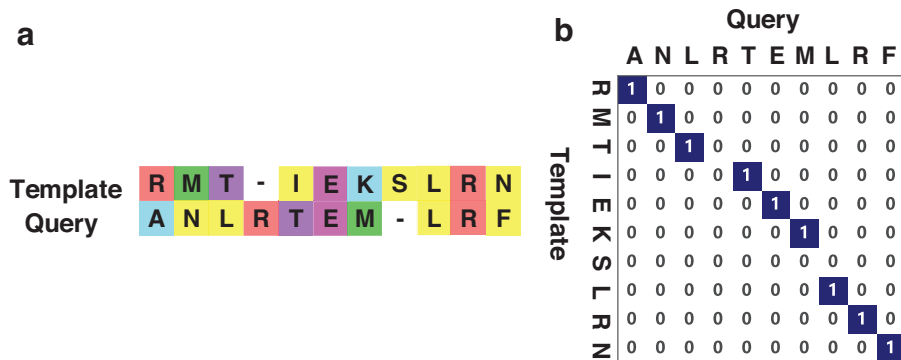 a
Template R M T - I E K S L R N
Query A N L R T E M - L R F
b
Query
A N L R T E M L R F
Template
R 1 0 0 0 0 0 0 0 0 0
M 0 1 0 0 0 0 0 0 0 0
T 0 0 1 0 0 0 0 0 0 0
I 0 0 0 0 1 0 0 0 0 0
E 0 0 0 0 0 1 0 0 0 0
K 0 0 0 0 0 0 1 0 0 0
S 0 0 0 0 0 0 0 0 0 0
L 0 0 0 0 0 0 0 1 0 0
R 0 0 0 0 0 0 0 0 1 0
N 0 0 0 0 0 0 0 0 0 1